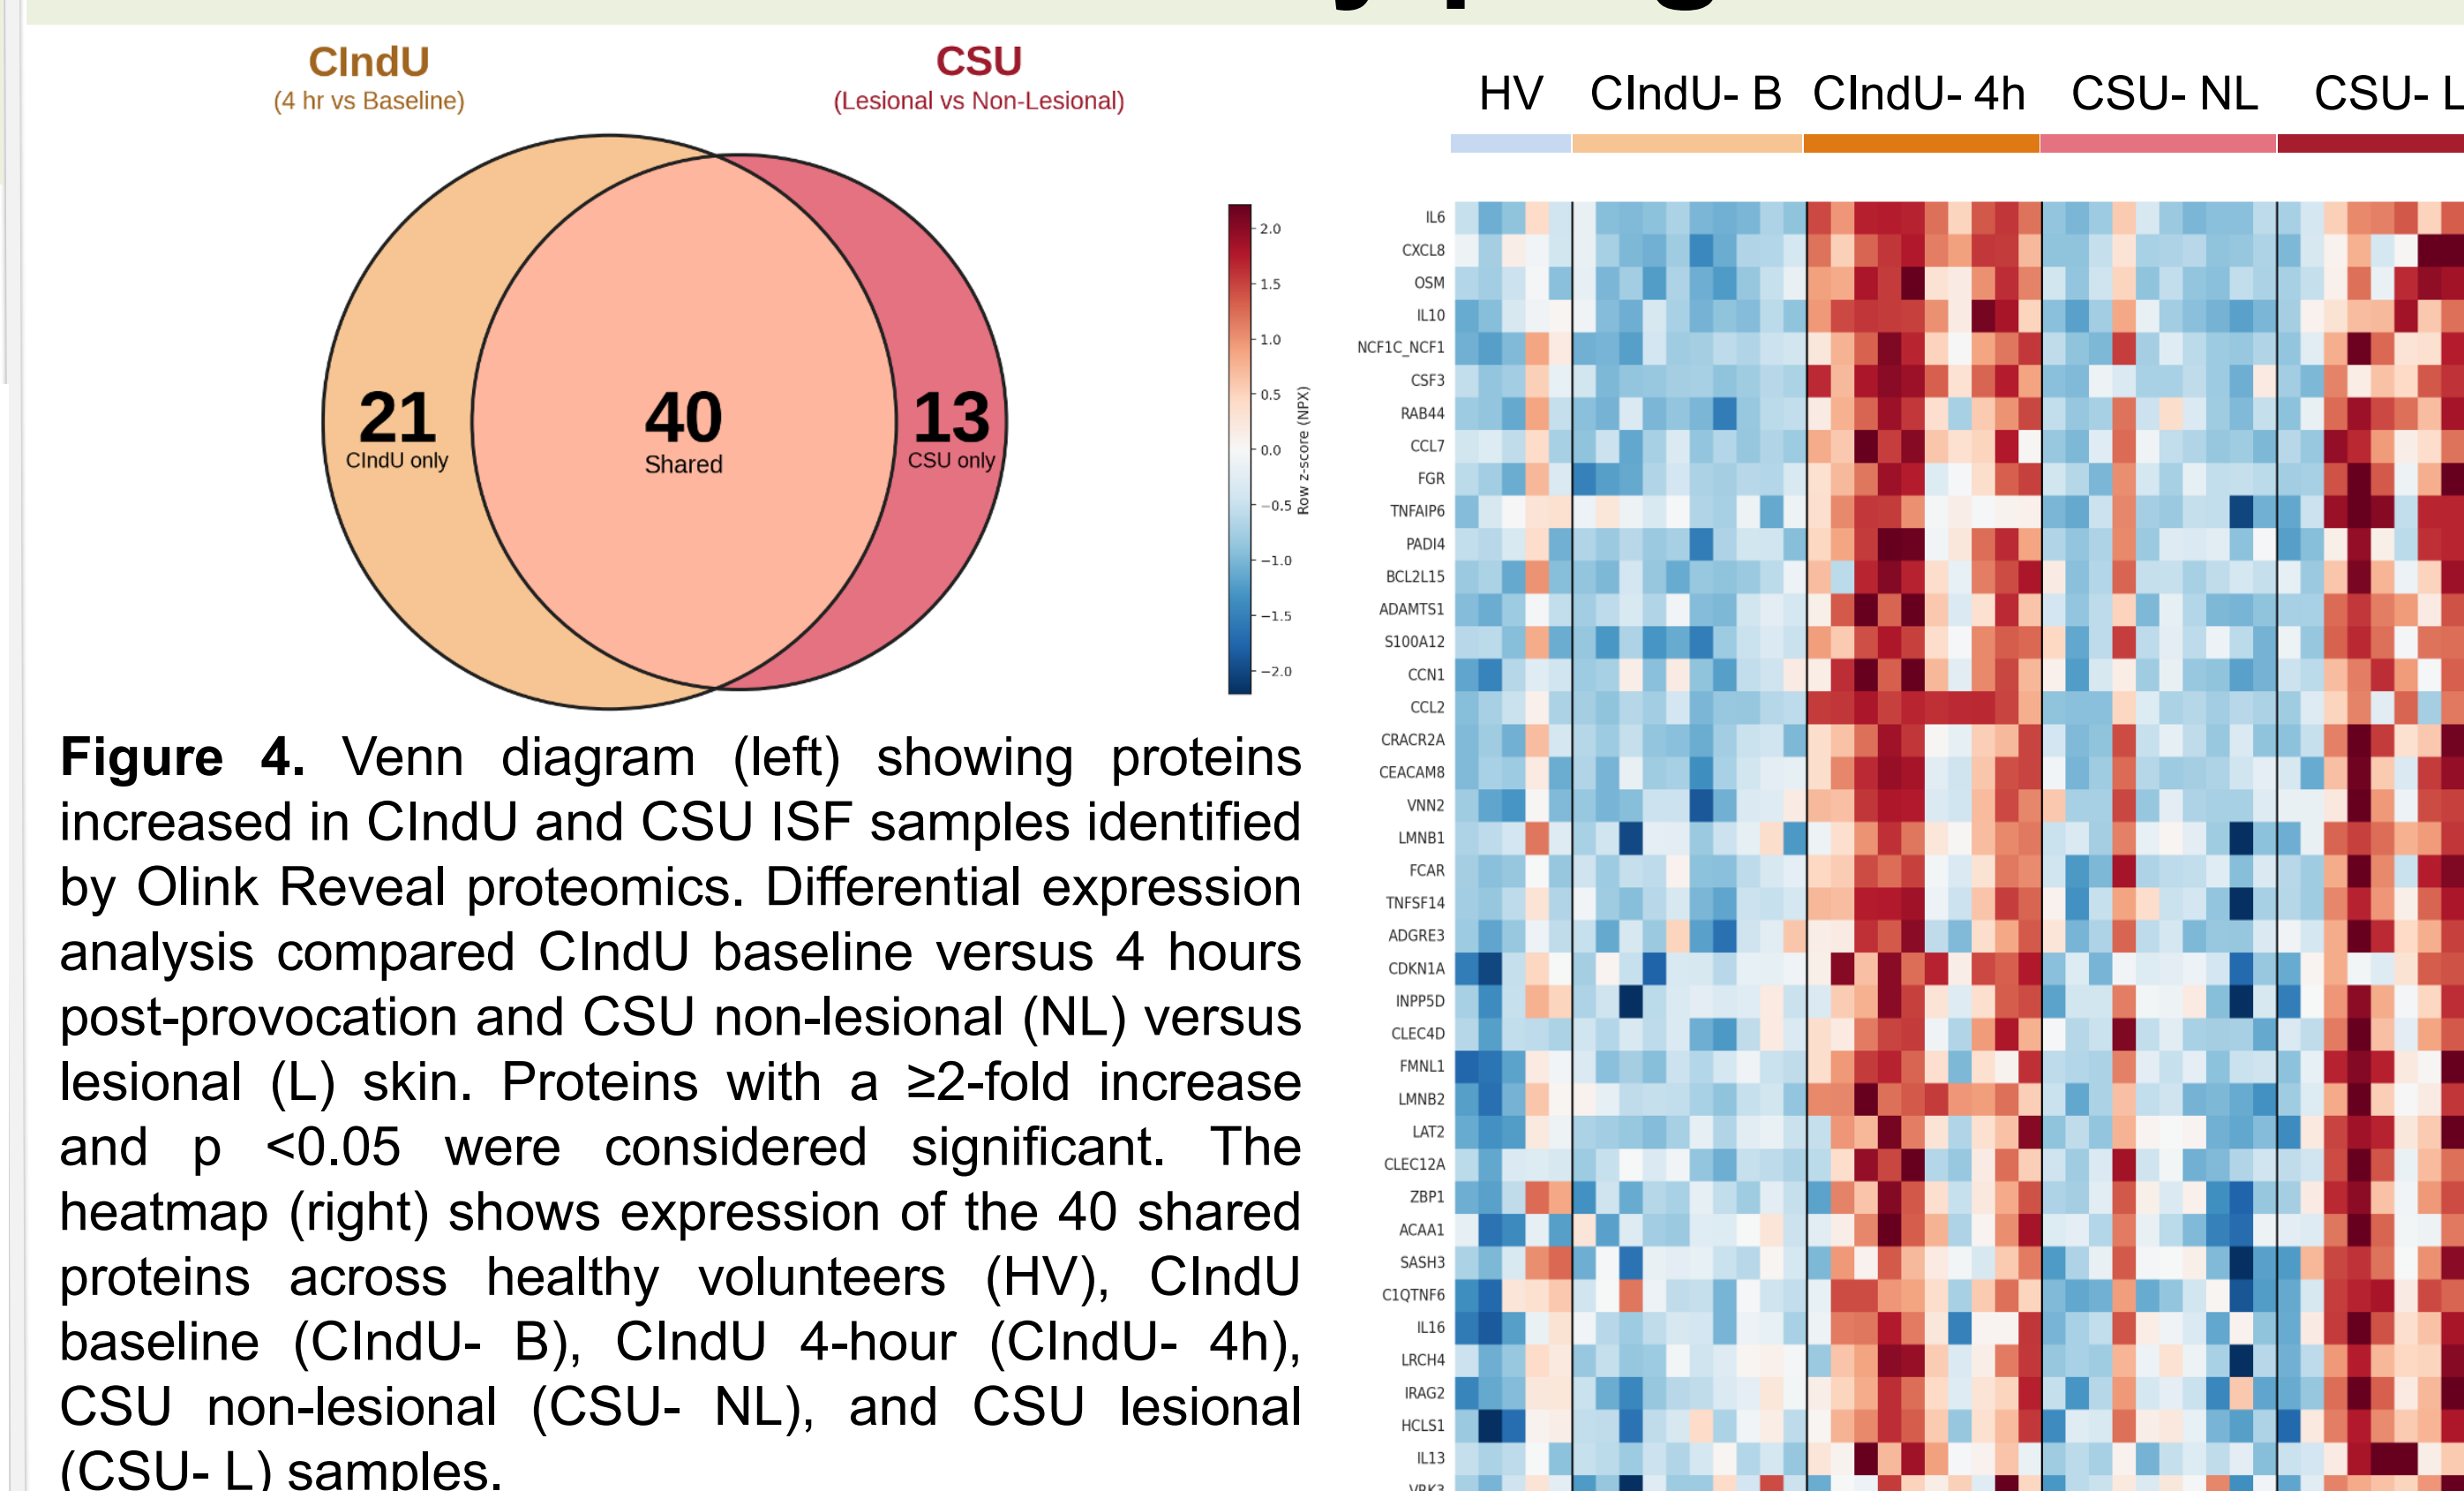 CIndU
(4 hr vs Baseline)
CSU
(Lesional vs Non-Lesional)
21
CIndU only
40
Shared
13
CSU only
Figure 4. Venn diagram (left) showing proteins
increased in CIndU and CSU ISF samples identified
by Olink Reveal proteomics. Differential expression
analysis compared CIndU baseline versus 4 hours
post-provocation and CSU non-lesional (NL) versus
lesional (L) skin. Proteins with a ≥2-fold increase
and p <0.05 were considered significant. The
heatmap (right) shows expression of the 40 shared
proteins across healthy volunteers (HV), CIndU
baseline (CIndU- B), CIndU 4-hour (CIndU- 4h),
CSU non-lesional (CSU- NL), and CSU lesional
(CSU- L) samples.
2.0
1.5
1.0
0.5
0.0
−0.5
−1.0
−1.5
−2.0
Row z-score (NPX)
HV CIndU- B CIndU- 4h CSU- NL CSU- L
IL6
CXCL8
OSM
IL10
NCF1C_NCF1
CSF3
RAB44
CCL7
FGR
TNFAIP6
PADI4
BCL2L15
ADAMTS1
S100A12
CCN1
CCL2
CRACR2A
CEACAM8
VNN2
LMNB1
FCAR
TNFSF14
ADGRE3
CDKN1A
INPP5D
CLEC4D
FMNL1
LMNB2
LAT2
CLEC12A
ZBP1
ACAA1
SASH3
C1QTNF6
IL16
LRCH4
IRAG2
HCLS1
IL13
VRK3